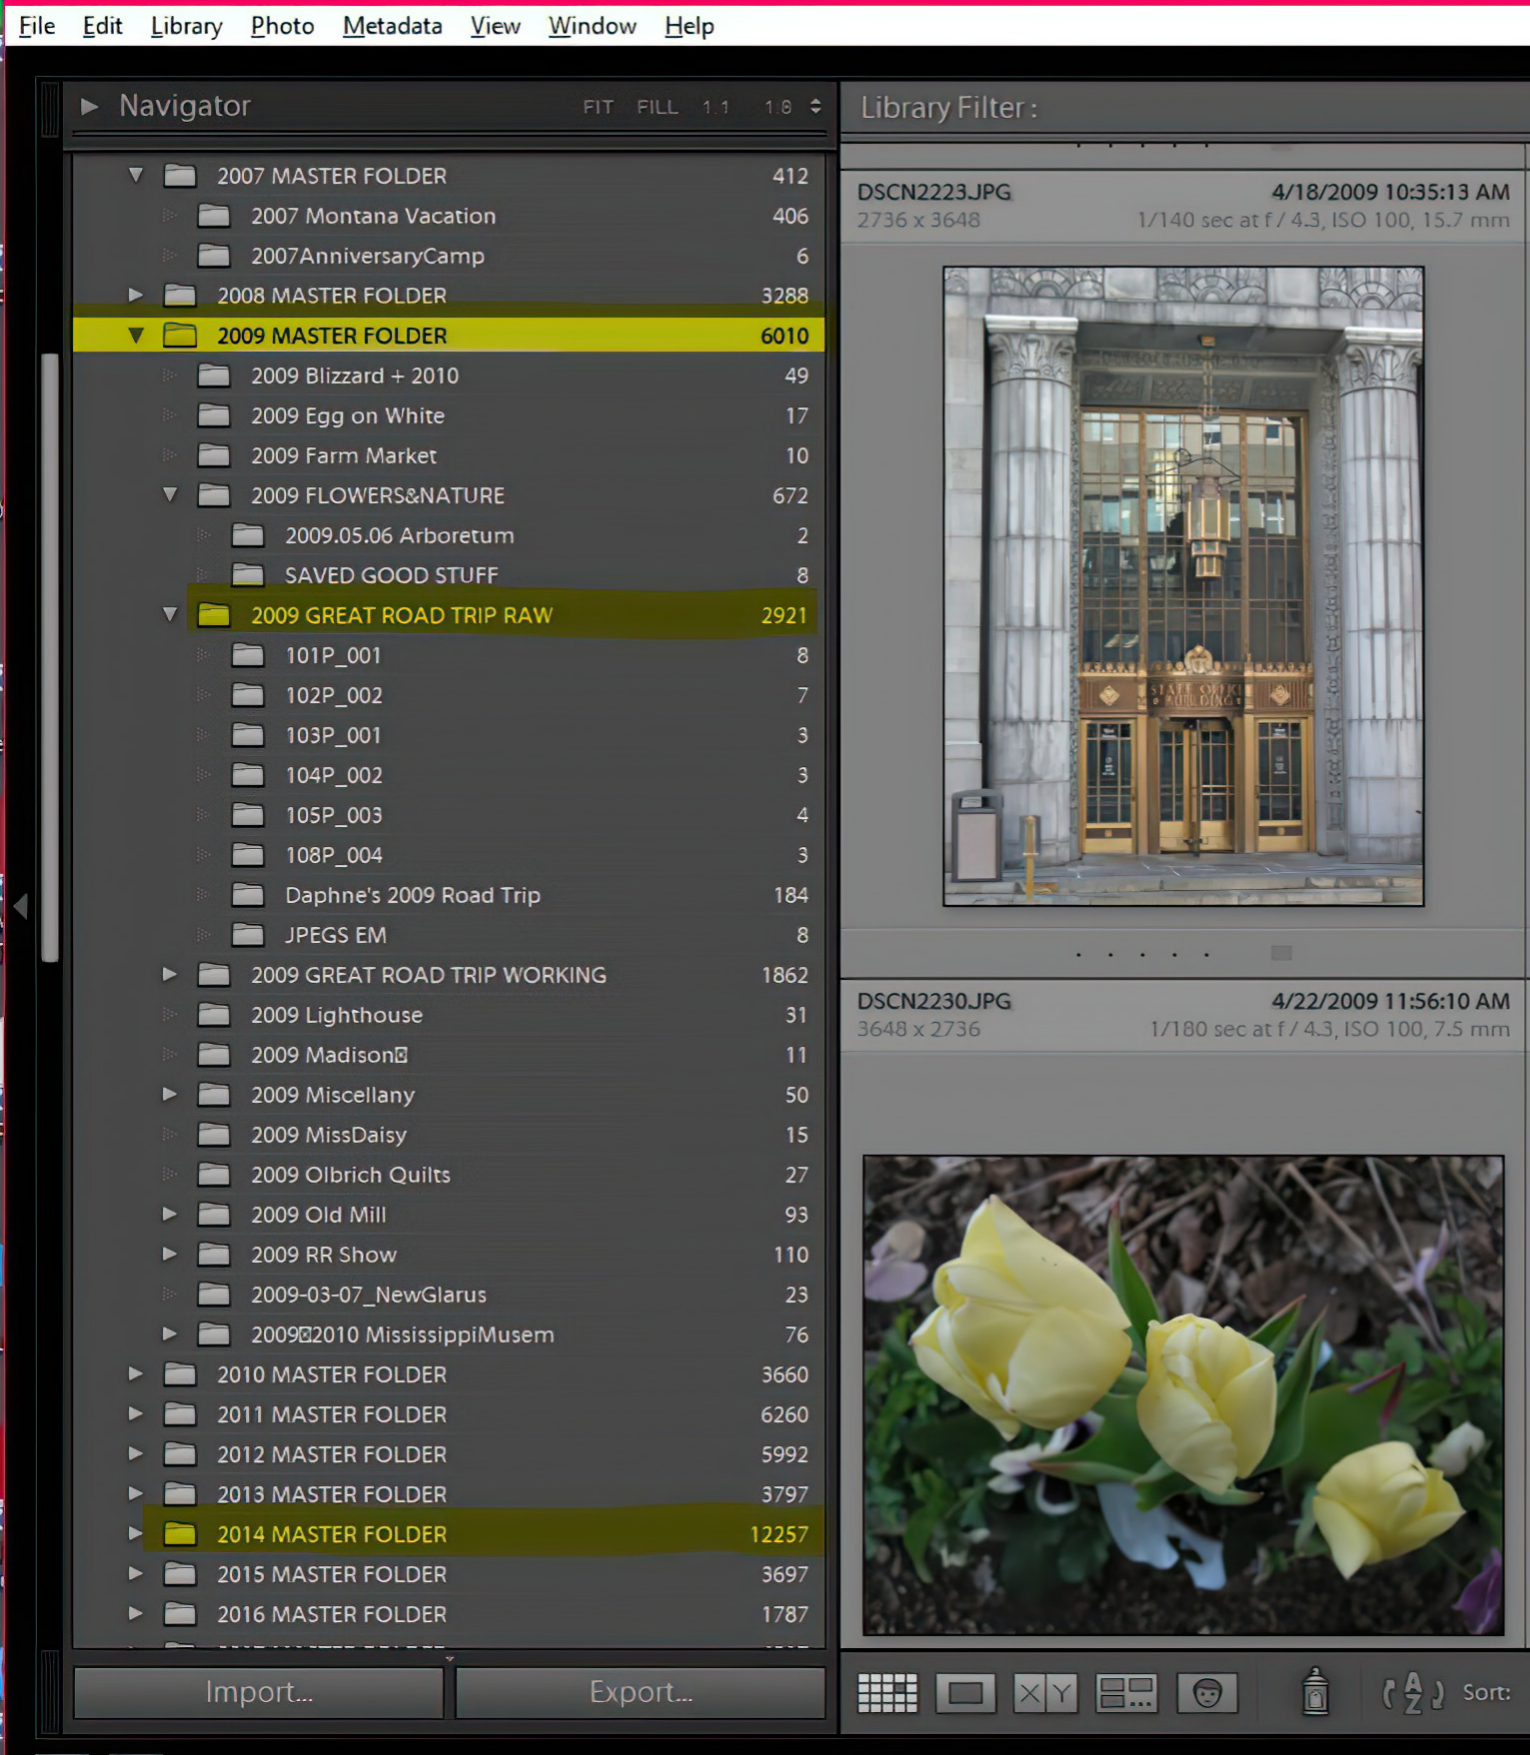 File Edit Library Photo Metadata View Window Help
Navigator FIT FILL 1:1 1:8
2007 MASTER FOLDER 412
2007 Montana Vacation 406
2007AnniversaryCamp 6
2008 MASTER FOLDER 3288
2009 MASTER FOLDER 6010
2009 Blizzard + 2010 49
2009 Egg on White 17
2009 Farm Market 10
2009 FLOWERS&NATURE 672
2009.05.06 Arboretum 2
SAVED GOOD STUFF 8
2009 GREAT ROAD TRIP RAW 2921
101P_001 8
102P_002 7
103P_001 3
104P_002 3
105P_003 4
108P_004 3
Daphne's 2009 Road Trip 184
JPEGS EM 8
2009 GREAT ROAD TRIP WORKING 1862
2009 Lighthouse 31
2009 Madison 11
2009 Miscellany 50
2009 MissDaisy 15
2009 Olbrich Quilts 27
2009 Old Mill 93
2009 RR Show 110
2009-03-07_NewGlarus 23
2009 2010 MississippiMusem 76
2010 MASTER FOLDER 3660
2011 MASTER FOLDER 6260
2012 MASTER FOLDER 5992
2013 MASTER FOLDER 3797
2014 MASTER FOLDER 12257
2015 MASTER FOLDER 3697
2016 MASTER FOLDER 1787
Import... Export...
Library Filter :
DSCN2223.JPG 4/18/2009 10:35:13 AM
2736 x 3648 1/140 sec at f / 4.3, ISO 100, 15.7 mm
STATE OFFICE
BUILDING
DSCN2230.JPG 4/22/2009 11:56:10 AM
3648 x 2736 1/180 sec at f / 4.3, ISO 100, 7.5 mm
X Y
A
Z
Sort: